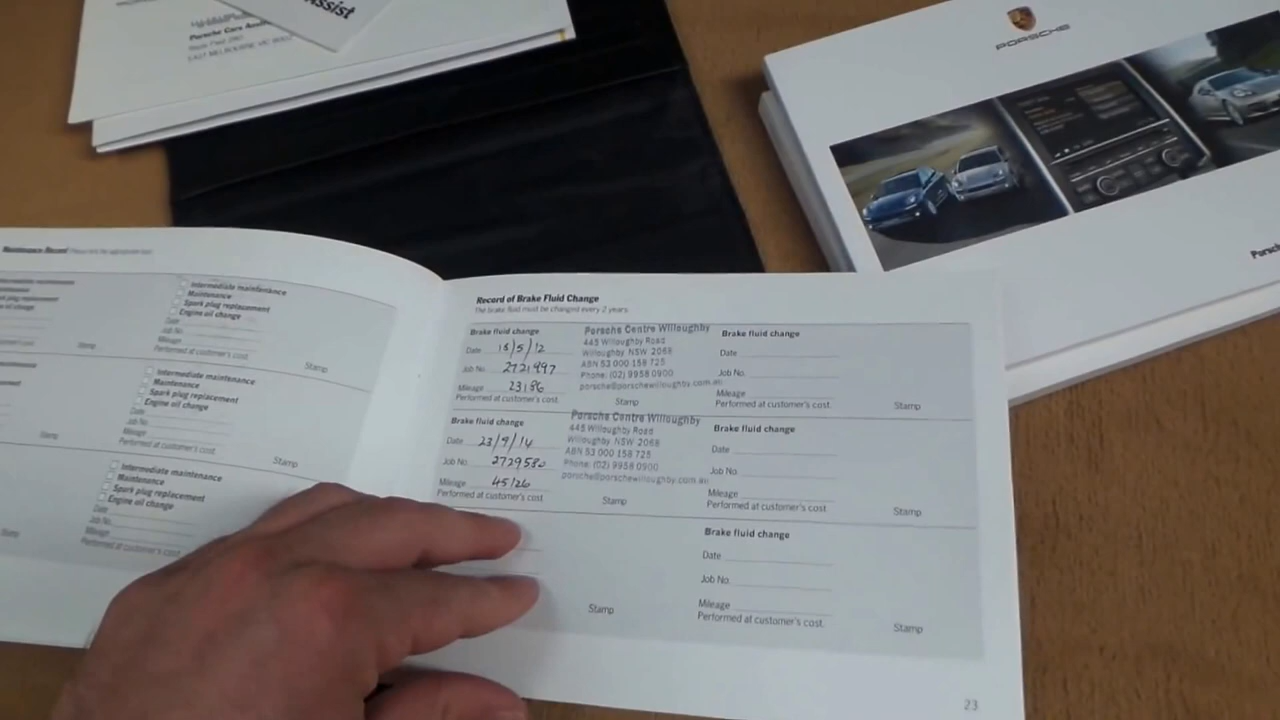 Assist
Porsche Cars
EAST MELBOURNE VIC 8002
PORSCHE
Maintenance Record
Intermediate maintenance
Maintenance
Spark plug replacement
Engine oil change
Date
Job No.
Mileage
Performed at customer's cost
Stamp
Stamp
Intermediate maintenance
Maintenance
Spark plug replacement
Engine oil change
Date
Job No.
Mileage
Performed at customer's cost
Stamp
Stamp
Intermediate maintenance
Maintenance
Spark plug replacement
Engine oil change
Date
Job No.
Mileage
Performed at customer's cost
Stamp
Record of Brake Fluid Change
The brake fluid must be changed every 2 years.
Brake fluid change
Date 18/5/12
Job No. 2721497
Mileage 23186
Performed at customer's cost.
Porsche Centre Willoughby
445 Willoughby Road
Willoughby NSW 2068
ABN 53 000 158 725
Phone: (02) 9958 0900
porsche@porschewilloughby.com.au
Stamp
Brake fluid change
Date
Job No.
Mileage
Performed at customer's cost.
Stamp
Brake fluid change
Date 23/9/14
Job No. 2729580
Mileage 45126
Performed at customer's cost
Porsche Centre Willoughby
445 Willoughby Road
Willoughby NSW 2068
ABN 53 000 158 725
Phone: (02) 9958 0900
porsche@porschewilloughby.com.au
Stamp
Brake fluid change
Date
Job No.
Mileage
Performed at customer's cost.
Stamp
Stamp
Brake fluid change
Date
Job No.
Mileage
Performed at customer's cost.
Stamp
23